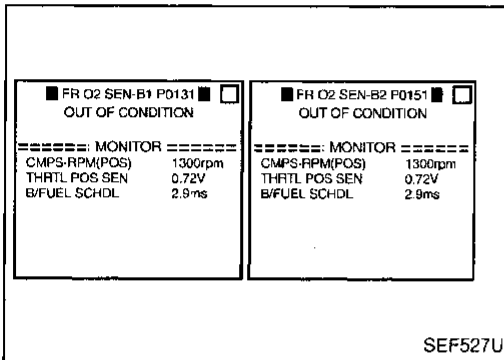 FR O2 SEN-B1 P0131
OUT OF CONDITION
======: MONITOR ======
CMPS-RPM(POS) 1300rpm
THRTL POS SEN 0.72V
B/FUEL SCHDL 2.9ms
FR O2 SEN-B2 P0151
OUT OF CONDITION
======: MONITOR ======
CMPS-RPM(POS) 1300rpm
THRTL POS SEN 0.72V
B/FUEL SCHDL 2.9ms
SEF527U